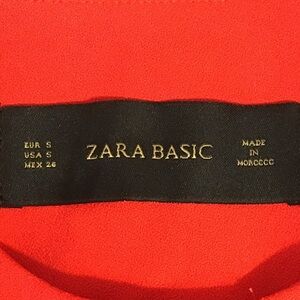 EUR S
USA S
MEX 26
ZARA BASIC
MADE
IN
MOROCCO